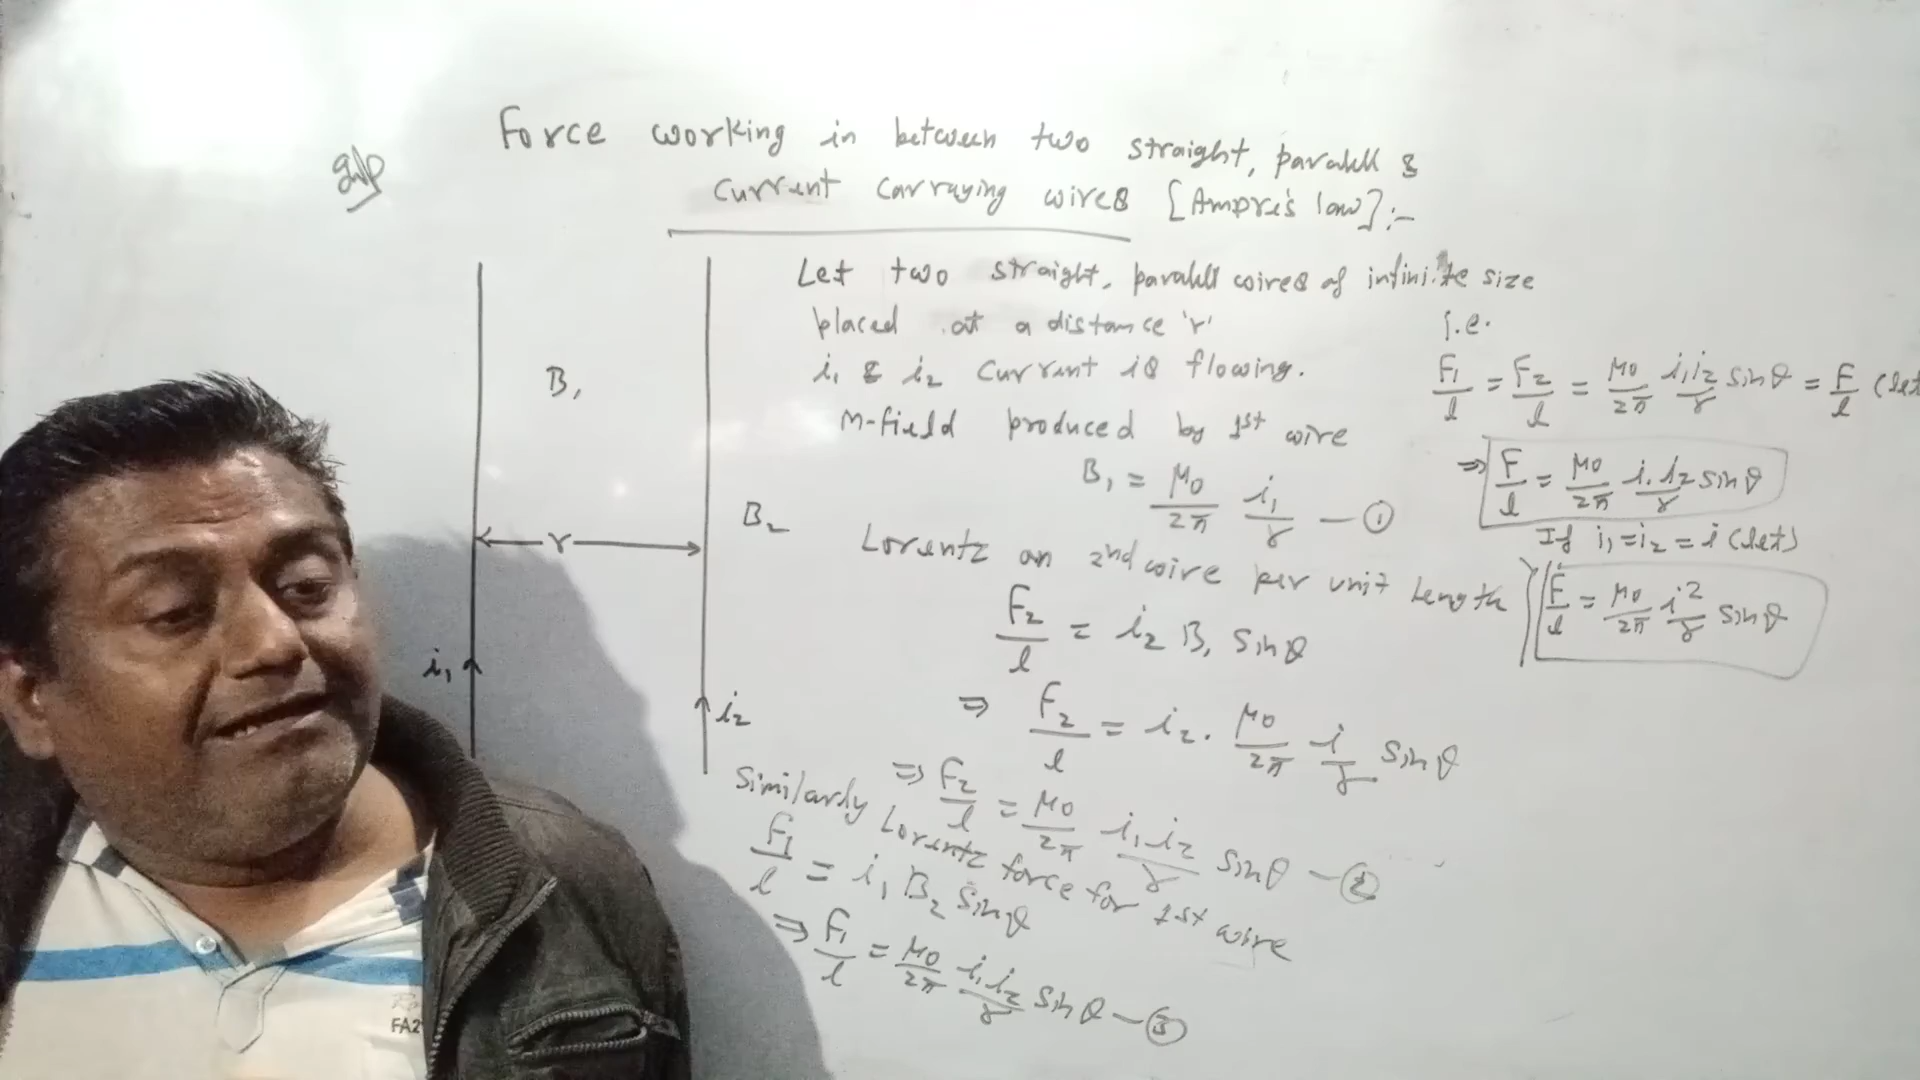 Force working in between two straight, parallel &
current carraying wires [Ampre's law]:-
B₁
r
B₂
i₁
i₂
Let two straight, parallel wires of infinite size
placed at a distance 'r'
i₁ & i₂ current is flowing.
M-field produced by 1st wire
B₁ = μ₀/2π i₁/r — ①
Lorentz on 2nd wire per unit length
F₂/l = i₂ B₁ sinθ
⇒ F₂/l = i₂. μ₀/2π i/r sinθ
⇒ F₂/l = μ₀/2π i₁i₂/r sinθ — ②
Similarly Lorentz force for 1st wire
F₁/l = i₁ B₂ sinθ
⇒ F₁/l = μ₀/2π i₁i₂/r sinθ — ③
i.e.
F₁/l = F₂/l = μ₀/2π i₁i₂/r sinθ = F/l (let
⇒ F/l = μ₀/2π i₁i₂/r sinθ
If i₁=i₂=i (let)
F/l = μ₀/2π i²/r sinθ
FA2